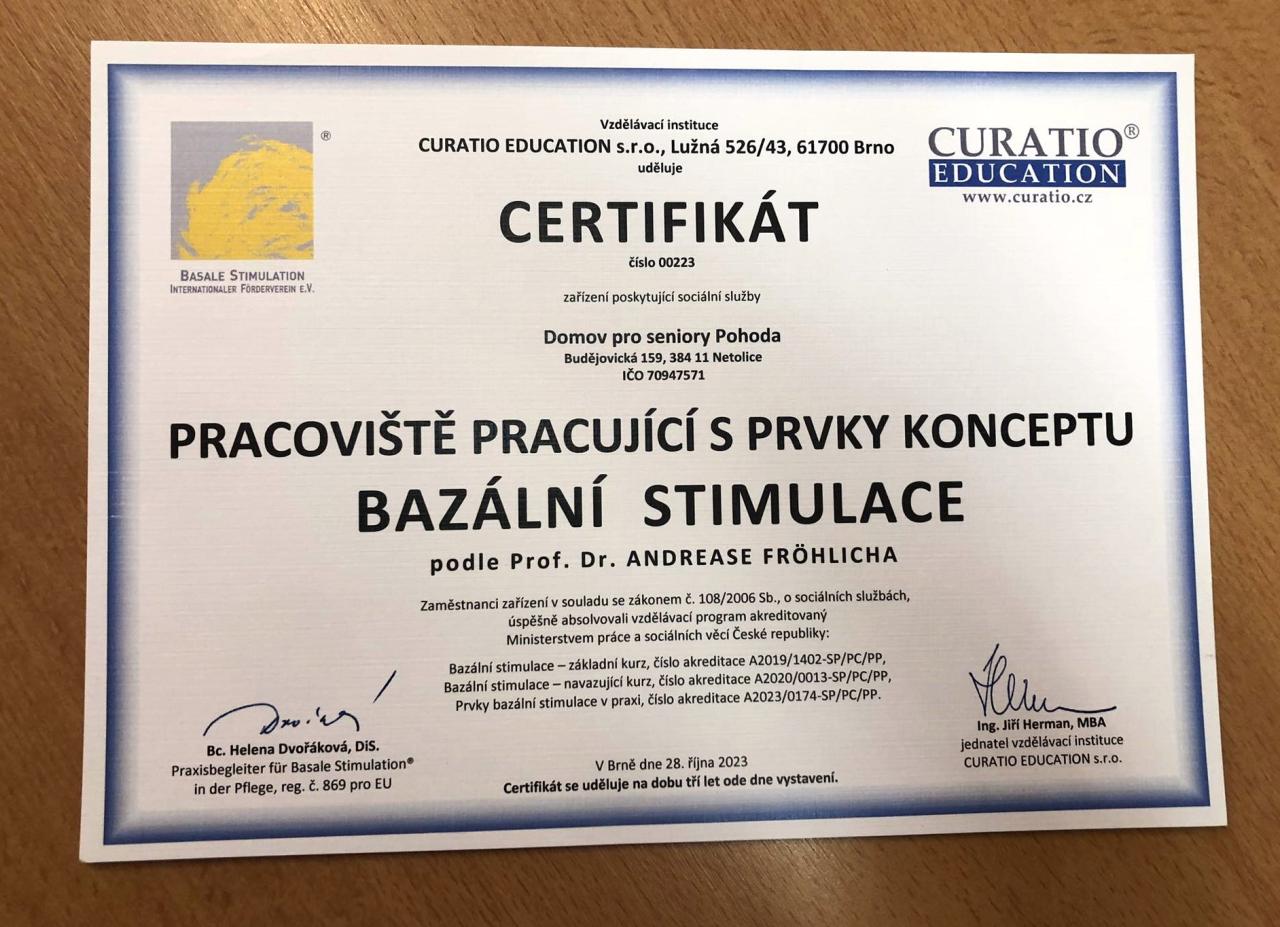 ®
BASALE STIMULATION
INTERNATIONALER FÖRDERVEREIN E.V.
Vzdělávací instituce
CURATIO EDUCATION s.r.o., Lužná 526/43, 61700 Brno
uděluje
CURATIO®
EDUCATION
www.curatio.cz
CERTIFIKÁT
číslo 00223
zařízení poskytující sociální služby
Domov pro seniory Pohoda
Budějovická 159, 384 11 Netolice
IČO 70947571
PRACOVIŠTĚ PRACUJÍCÍ S PRVKY KONCEPTU
BAZÁLNÍ STIMULACE
podle Prof. Dr. ANDREASE FRÖHLICHA
Zaměstnanci zařízení v souladu se zákonem č. 108/2006 Sb., o sociálních službách,
úspěšně absolvovali vzdělávací program akreditovaný
Ministerstvem práce a sociálních věcí České republiky:
Bazální stimulace – základní kurz, číslo akreditace A2019/1402-SP/PC/PP,
Bazální stimulace – navazující kurz, číslo akreditace A2020/0013-SP/PC/PP,
Prvky bazální stimulace v praxi, číslo akreditace A2023/0174-SP/PC/PP.
Bc. Helena Dvořáková, DiS.
Praxisbegleiter für Basale Stimulation®
in der Pflege, reg. č. 869 pro EU
V Brně dne 28. října 2023
Certifikát se uděluje na dobu tří let ode dne vystavení.
Ing. Jiří Herman, MBA
jednatel vzdělávací instituce
CURATIO EDUCATION s.r.o.